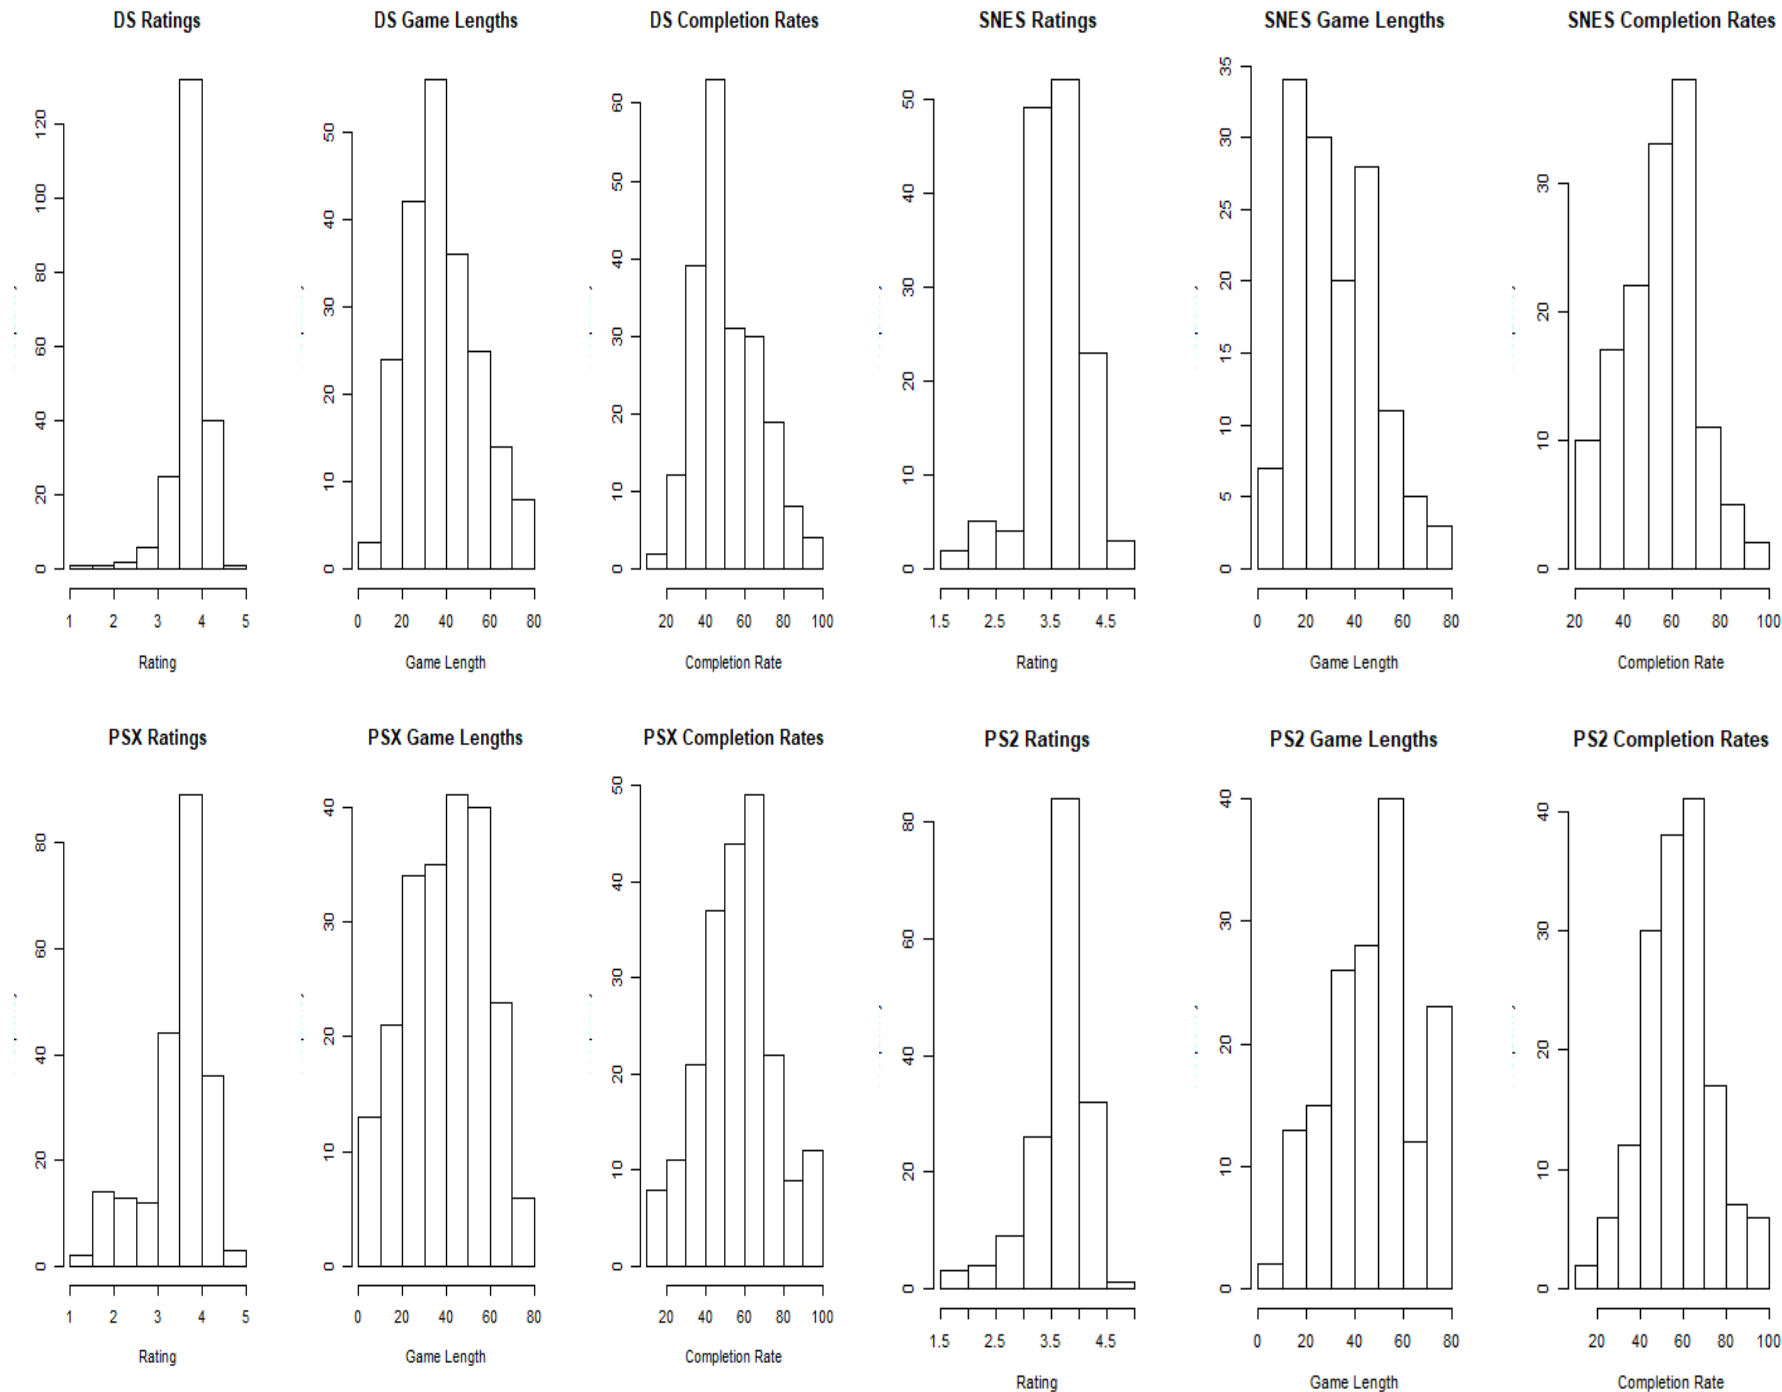 DS Ratings
120
100
80
60
40
20
0
1 2 3 4 5
Rating
DS Game Lengths
50
40
30
20
10
0
0 20 40 60 80
Game Length
DS Completion Rates
60
50
40
30
20
10
0
20 40 60 80 100
Completion Rate
SNES Ratings
50
40
30
20
10
0
1.5 2.5 3.5 4.5
Rating
SNES Game Lengths
35
30
25
20
15
10
5
0
0 20 40 60 80
Game Length
SNES Completion Rates
30
20
10
0
20 40 60 80 100
Completion Rate
PSX Ratings
80
60
40
20
0
1 2 3 4 5
Rating
PSX Game Lengths
40
30
20
10
0
0 20 40 60 80
Game Length
PSX Completion Rates
50
40
30
20
10
0
20 40 60 80 100
Completion Rate
PS2 Ratings
80
60
40
20
0
1.5 2.5 3.5 4.5
Rating
PS2 Game Lengths
40
30
20
10
0
0 20 40 60 80
Game Length
PS2 Completion Rates
40
30
20
10
0
20 40 60 80 100
Completion Rate